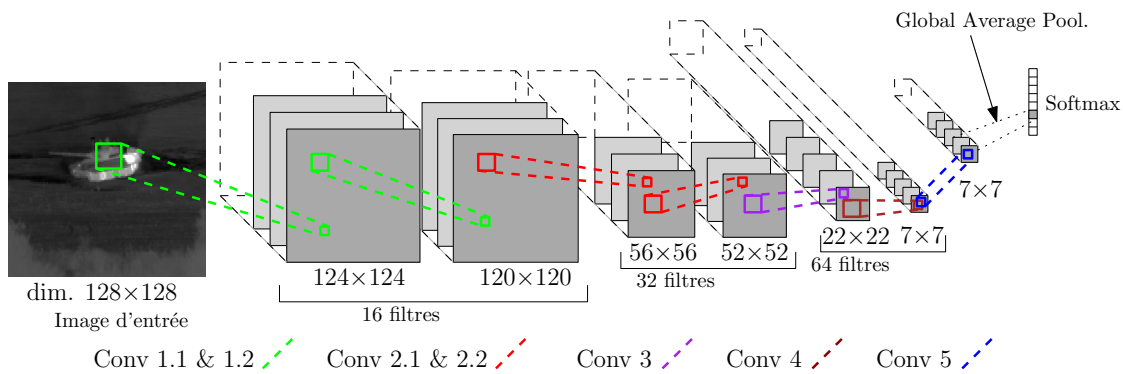 Global Average Pool.
Softmax
7×7
56×56 52×52
22×22 7×7
32 filtres
64 filtres
124×124 120×120
16 filtres
dim. 128×128
Image d'entrée
Conv 1.1 & 1.2 Conv 2.1 & 2.2 Conv 3 Conv 4 Conv 5